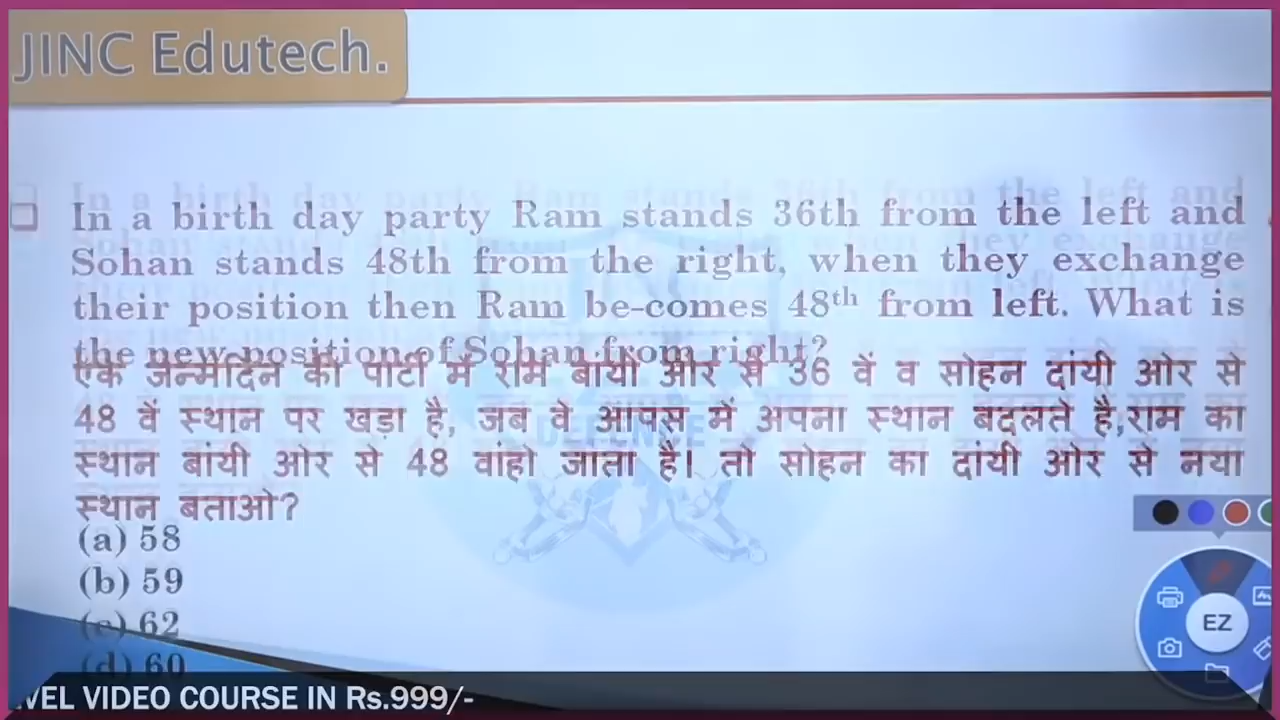 JINC Edutech.
In a birth day party Ram stands 36th from the left and
Sohan stands 48th from the right, when they exchange
their position then Ram be-comes 48th from left. What is
the new position of Sohan from right?
एक जन्मदिन की पार्टी में राम बांयी ओर से 36 वें व सोहन दांयी ओर से
48 वें स्थान पर खड़ा है, जब वे आपस में अपना स्थान बदलते है,राम का
स्थान बांयी ओर से 48 वांहो जाता है। तो सोहन का दांयी ओर से नया
स्थान बताओ?
(a) 58
(b) 59
(c) 62
(d) 60
DEFENCE
EZ
VEL VIDEO COURSE IN Rs.999/-